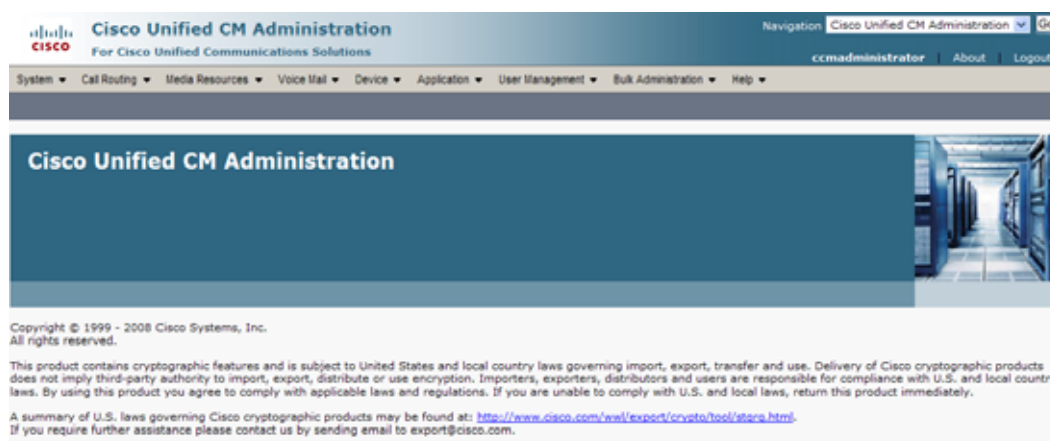 Cisco Unified CM Administration
For Cisco Unified Communications Solutions
CISCO
Navigation Cisco Unified CM Administration Go
ccmadministrator | About | Logout
System Call Routing Media Resources Voice Mail Device Application User Management Bulk Administration Help
Cisco Unified CM Administration
Copyright © 1999 - 2008 Cisco Systems, Inc.
All rights reserved.
This product contains cryptographic features and is subject to United States and local country laws governing import, export, transfer and use. Delivery of Cisco cryptographic products
does not imply third-party authority to import, export, distribute or use encryption. Importers, exporters, distributors and users are responsible for compliance with U.S. and local countr
laws. By using this product you agree to comply with applicable laws and regulations. If you are unable to comply with U.S. and local laws, return this product immediately.
A summary of U.S. laws governing Cisco cryptographic products may be found at: http://www.cisco.com/wwl/export/crypto/tool/stqrg.html.
If you require further assistance please contact us by sending email to export@cisco.com.